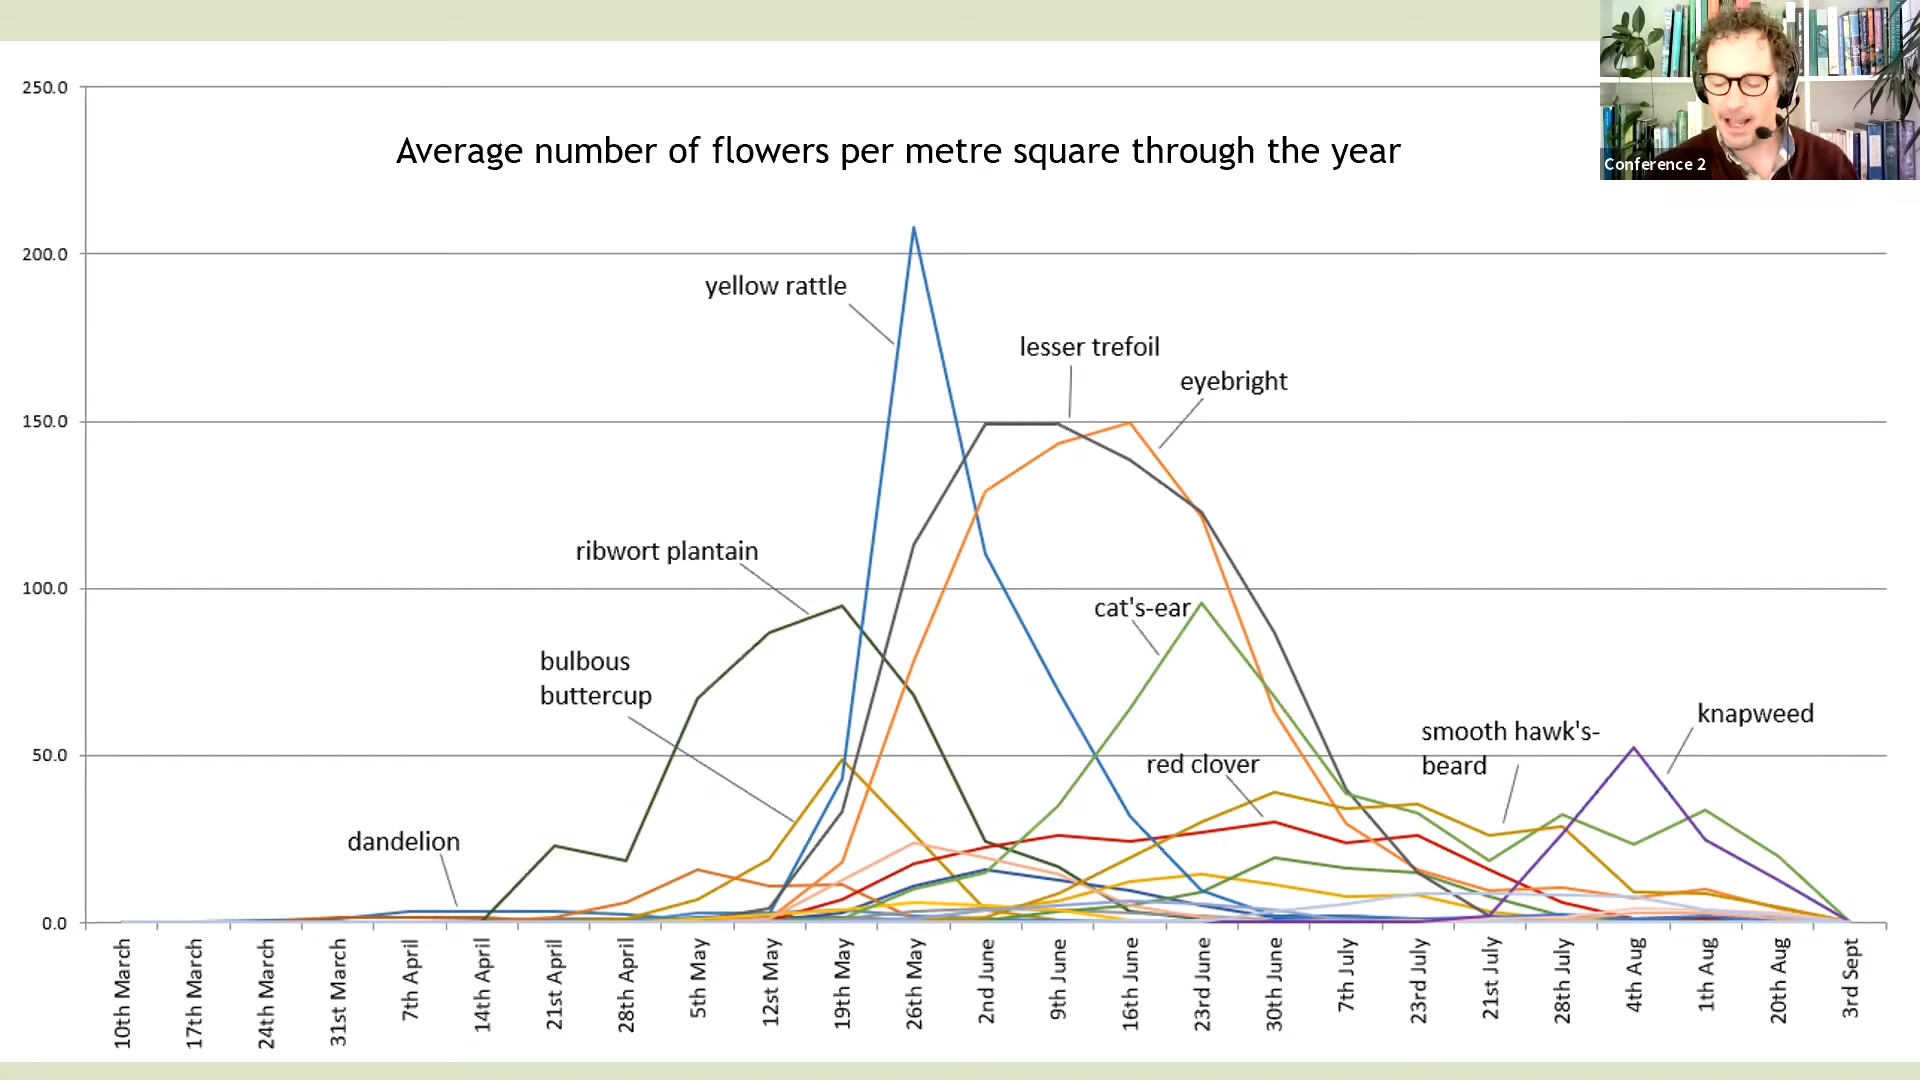 Conference 2
Average number of flowers per metre square through the year
250.0
200.0
150.0
100.0
50.0
0.0
yellow rattle
lesser trefoil
eyebright
ribwort plantain
cat's-ear
bulbous
buttercup
knapweed
smooth hawk's-
beard
red clover
dandelion
10th March
17th March
24th March
31st March
7th April
14th April
21st April
28th April
5th May
12st May
19th May
26th May
2nd June
9th June
16th June
23rd June
30th June
7th July
23rd July
21st July
28th July
4th Aug
1th Aug
20th Aug
3rd Sept